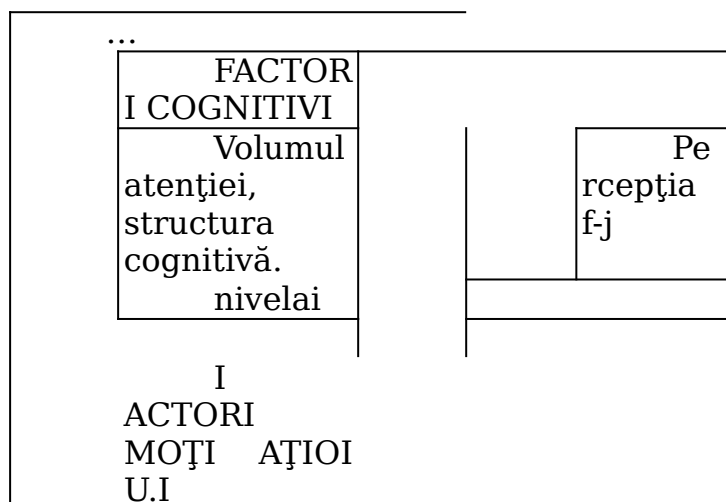 ...
FACTOR
I COGNITIVI
Volumul
atenţiei,
structura
cognitivă.
nivelai
Pe
rcepţia
f-j
I
ACTORI
MOŢI AŢIOI
U.I